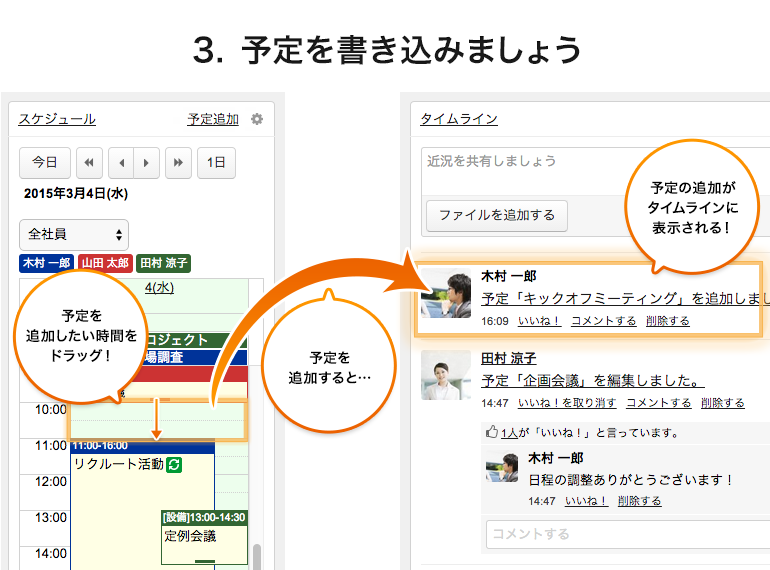 3. 予定を書き込みましょう
スケジュール
予定追加
今日
1日
2015年3月4日(水)
全社員
木村 一郎
山田 太郎
田村 涼子
4(水)
予定を
追加したい時間を
ドラッグ！
コジェクト
場調査
10:00
11:00
11:00-16:00
リクルート活動
12:00
13:00
[設備]13:00-14:30
定例会議
14:00
予定を
追加すると…
タイムライン
近況を共有しましょう
ファイルを追加する
予定の追加が
タイムラインに
表示される！
木村 一郎
予定「キックオフミーティング」を追加しまし
16:09 いいね！ コメントする 削除する
田村 涼子
予定「企画会議」を編集しました。
14:47 いいね！を取り消す コメントする 削除する
1人が「いいね！」と言っています。
木村 一郎
日程の調整ありがとうございます！
14:47 いいね！ 削除する
コメントする